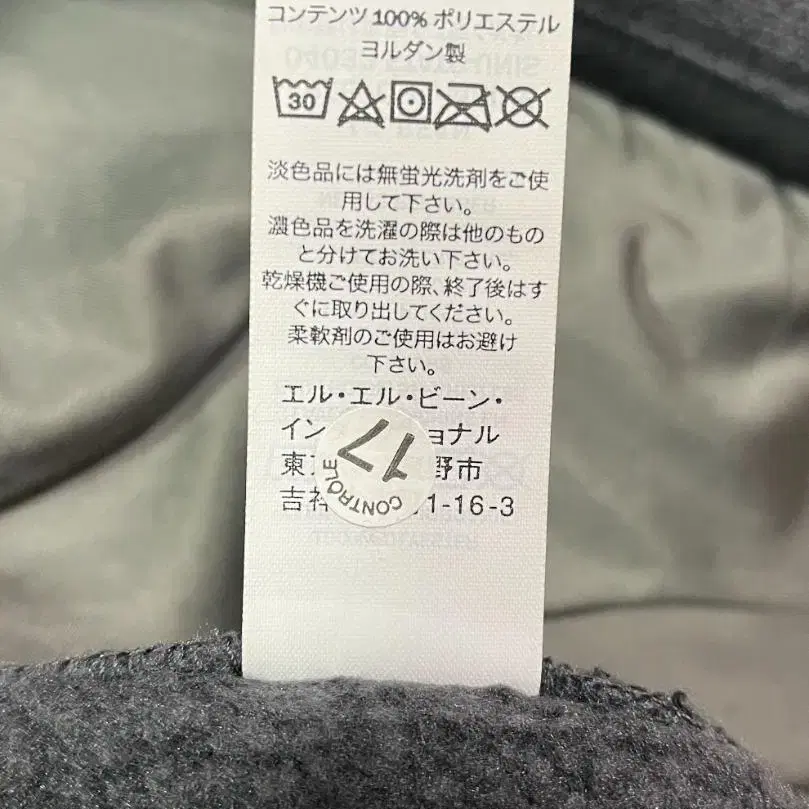 コンテンツ 100% ポリエステル
ヨルダン製
30
淡色品には無蛍光洗剤をご使
用して下さい。
濃色品を洗濯の際は他のもの
と分けてお洗い下さい。
乾燥機ご使用の際、終了後はす
ぐに取り出してください。
柔軟剤のご使用はお避け
下さい。
エル・エル・ビーン・
イン ョナル
東 野市
吉祥 1-16-3
17
CONTROLE